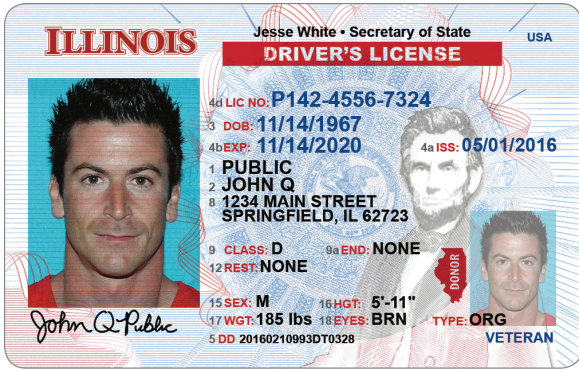 ILLINOIS
Jesse White • Secretary of State
USA
DRIVER'S LICENSE
4d LIC NO: P142-4556-7324
3 DOB: 11/14/1967
4b EXP: 11/14/2020 4a ISS: 05/01/2016
1 PUBLIC
2 JOHN Q
8 1234 MAIN STREET
SPRINGFIELD, IL 62723
9 CLASS: D 9a END: NONE
12 REST: NONE
DONOR
15 SEX: M 16 HGT: 5'-11"
17 WGT: 185 lbs 18 EYES: BRN TYPE: ORG
5 DD 20160210993DT0328 VETERAN
John Q Public